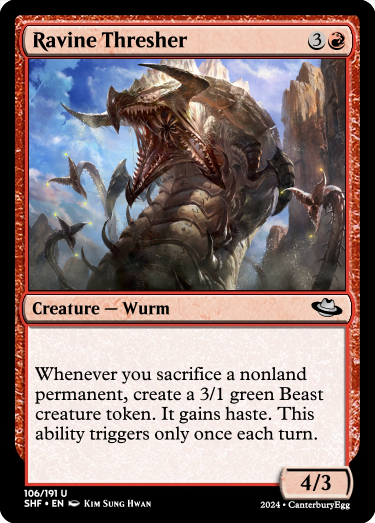 Ravine Thresher 3
Creature — Wurm
Whenever you sacrifice a nonland
permanent, create a 3/1 green Beast
creature token. It gains haste. This
ability triggers only once each turn.
4/3
106/191 U
SHF • EN Kim Sung Hwan
2024 • CanterburyEgg